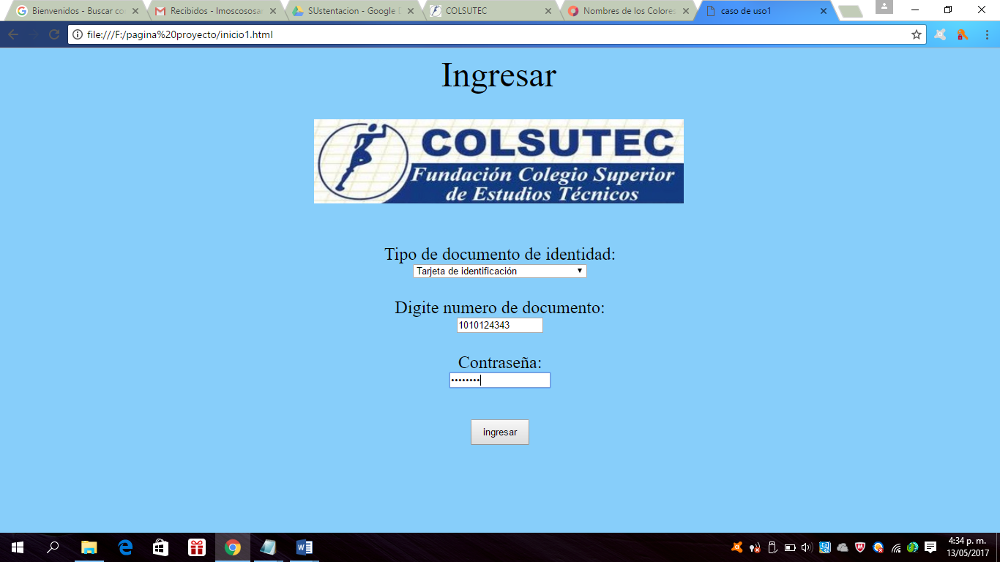 Bienvenidos - Buscar co
Recibidos - lmoscososa
SUstentacion - Google D
COLSUTEC
Nombres de los Colores
caso de uso1
file:///F:/pagina%20proyecto/inicio1.html
Ingresar
COLSUTEC
Fundación Colegio Superior
de Estudios Técnicos
Tipo de documento de identidad:
Tarjeta de identificación
Digite numero de documento:
1010124343
Contraseña:
••••••••
ingresar
4:34 p. m.
13/05/2017